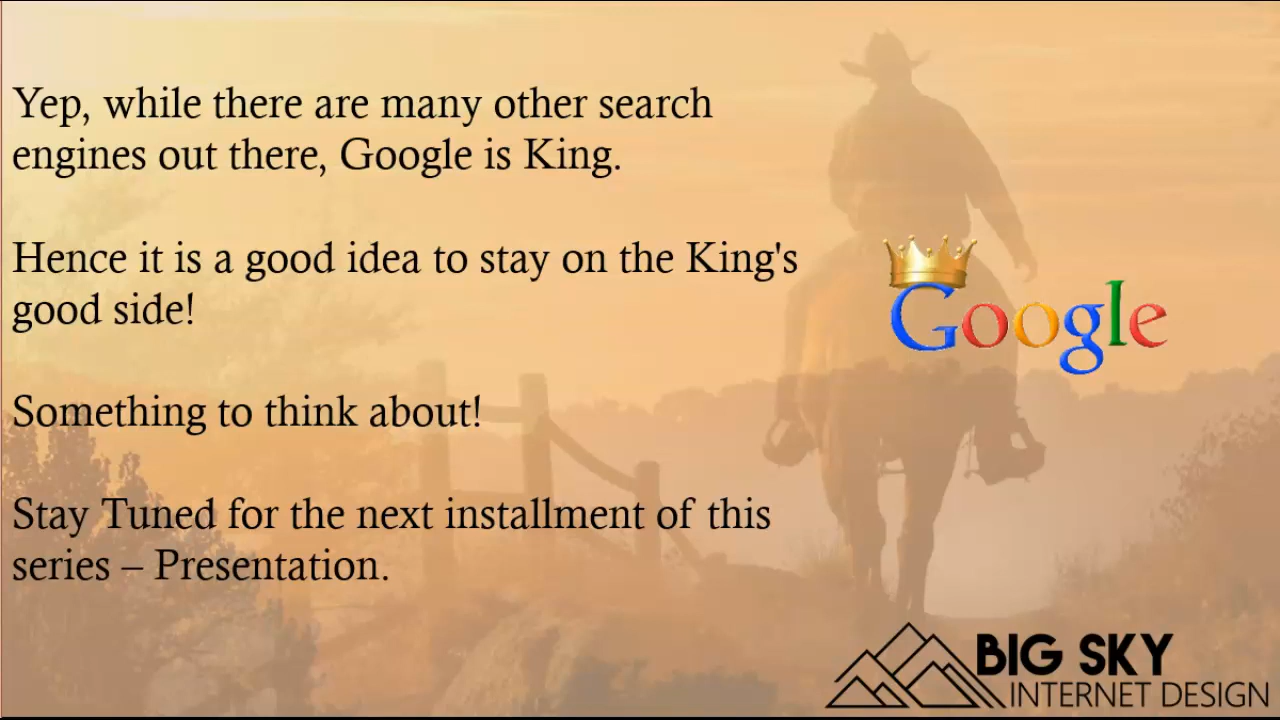 Yep, while there are many other search
engines out there, Google is King.
Hence it is a good idea to stay on the King's
good side!
Google
Something to think about!
Stay Tuned for the next installment of this
series – Presentation.
BIG SKY
INTERNET DESIGN